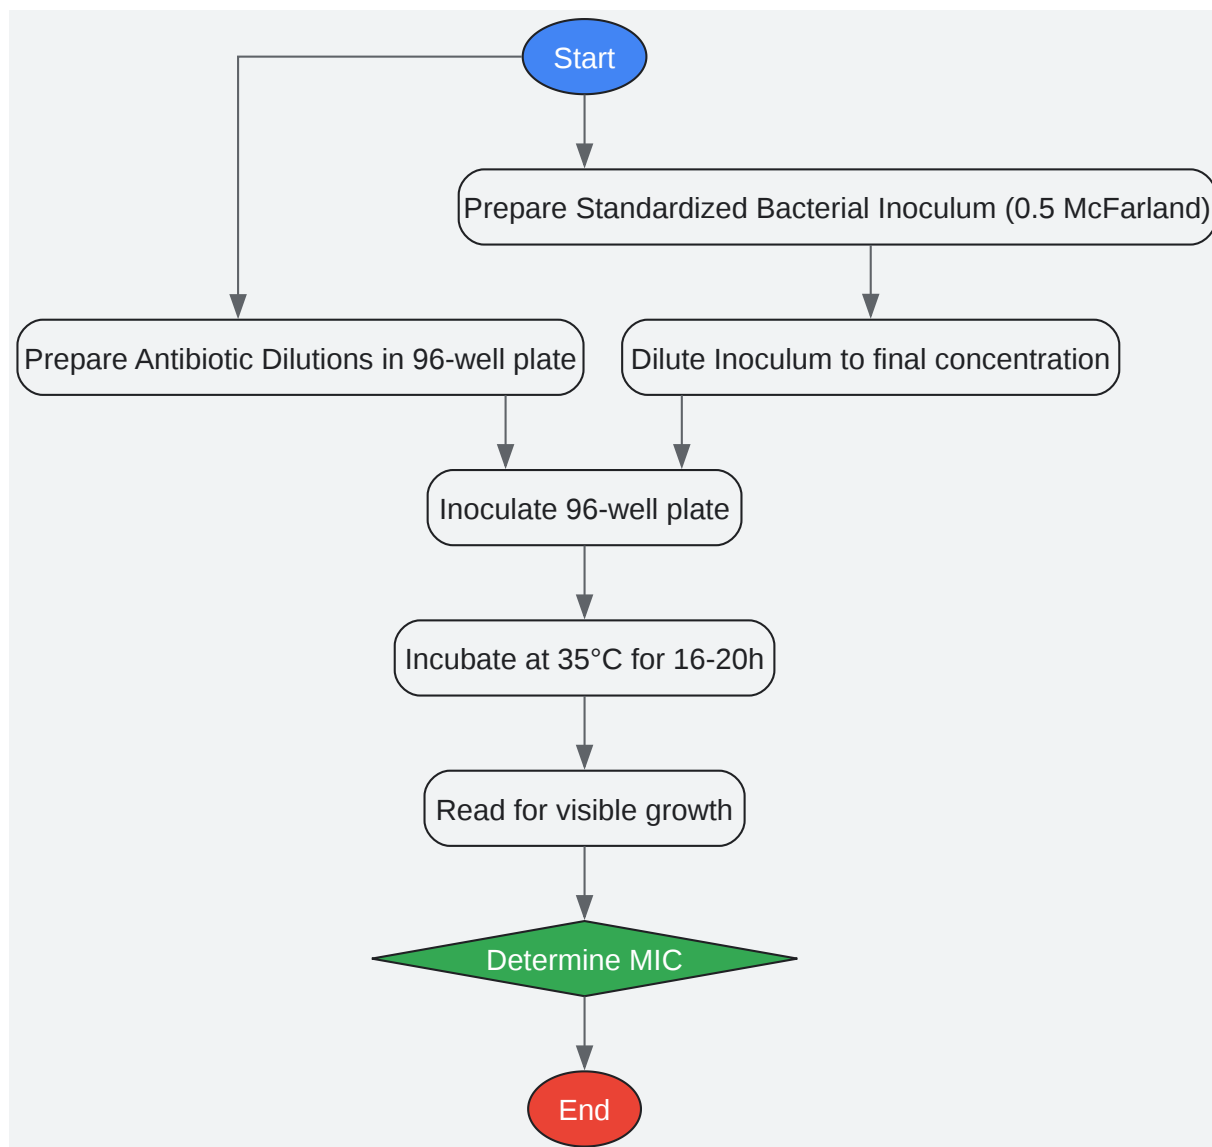 Start
Prepare Standardized Bacterial Inoculum (0.5 McFarland)
Prepare Antibiotic Dilutions in 96-well plate
Dilute Inoculum to final concentration
Inoculate 96-well plate
Incubate at 35°C for 16-20h
Read for visible growth
Determine MIC
End